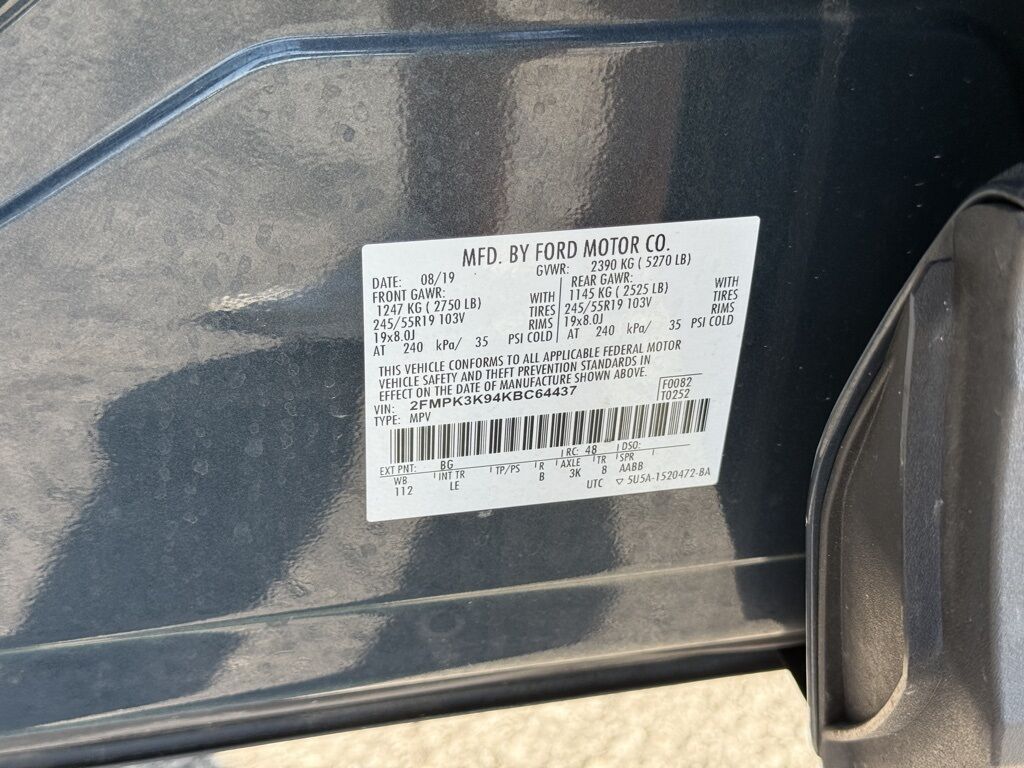 MFD. BY FORD MOTOR CO.
DATE: 08/19 GVWR: 2390 KG ( 5270 LB)
FRONT GAWR: REAR GAWR:
1247 KG ( 2750 LB) WITH 1145 KG ( 2525 LB) WITH
245/55R19 103V TIRES 245/55R19 103V TIRES
19x8.0J RIMS 19x8.0J RIMS
AT 240 kPa/ 35 PSI COLD AT 240 kPa/ 35 PSI COLD
THIS VEHICLE CONFORMS TO ALL APPLICABLE FEDERAL MOTOR
VEHICLE SAFETY AND THEFT PREVENTION STANDARDS IN
EFFECT ON THE DATE OF MANUFACTURE SHOWN ABOVE.
VIN: 2FMPK3K94KBC64437 F0082
TYPE: MPV T0252
EXT PNT: BG RC: 48 DSO:
WB INT TR TP/PS R AXLE TR SPR
112 LE B 3K 8 AABB
UTC ▽ 5U5A-1520472-BA